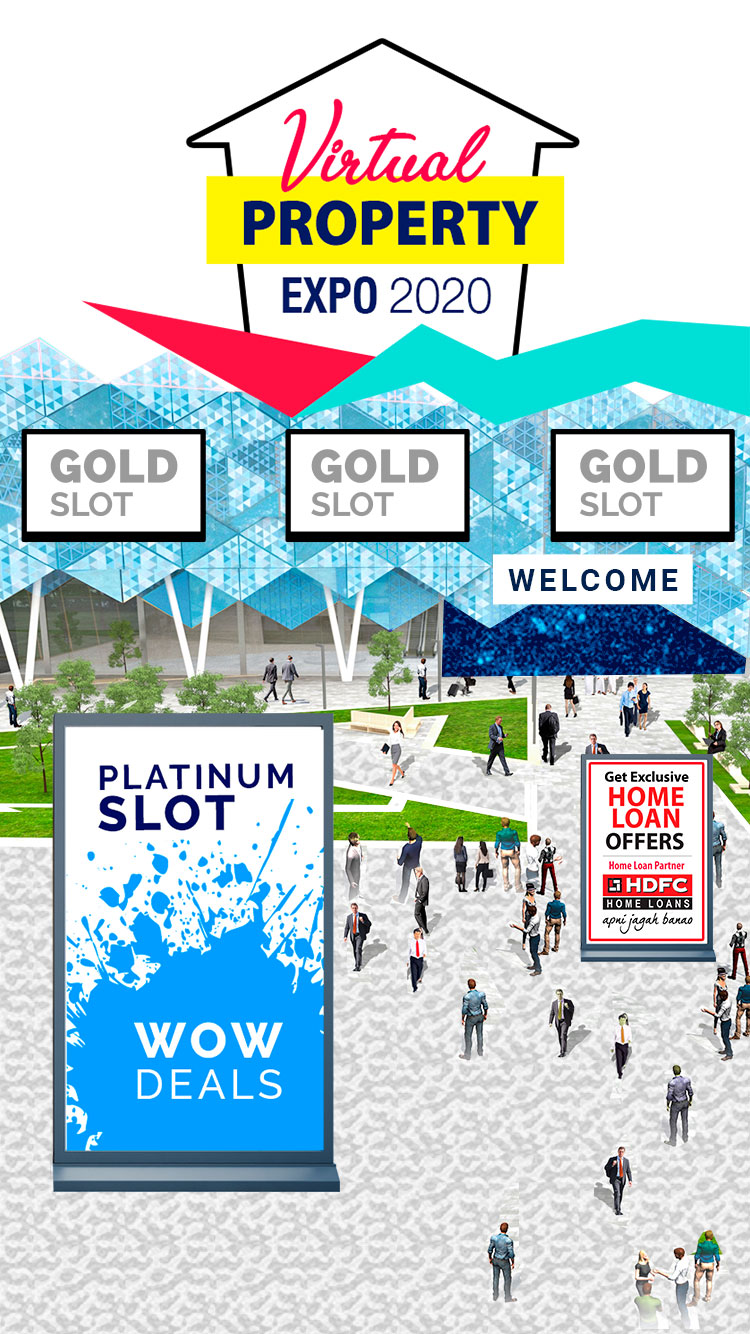 Virtual
PROPERTY
EXPO 2020
GOLD
SLOT
GOLD
SLOT
GOLD
SLOT
WELCOME
PLATINUM
SLOT
WOW
DEALS
Get Exclusive
HOME
LOAN
OFFERS
Home Loan Partner
HDFC
HOME LOANS
apni jagah banao